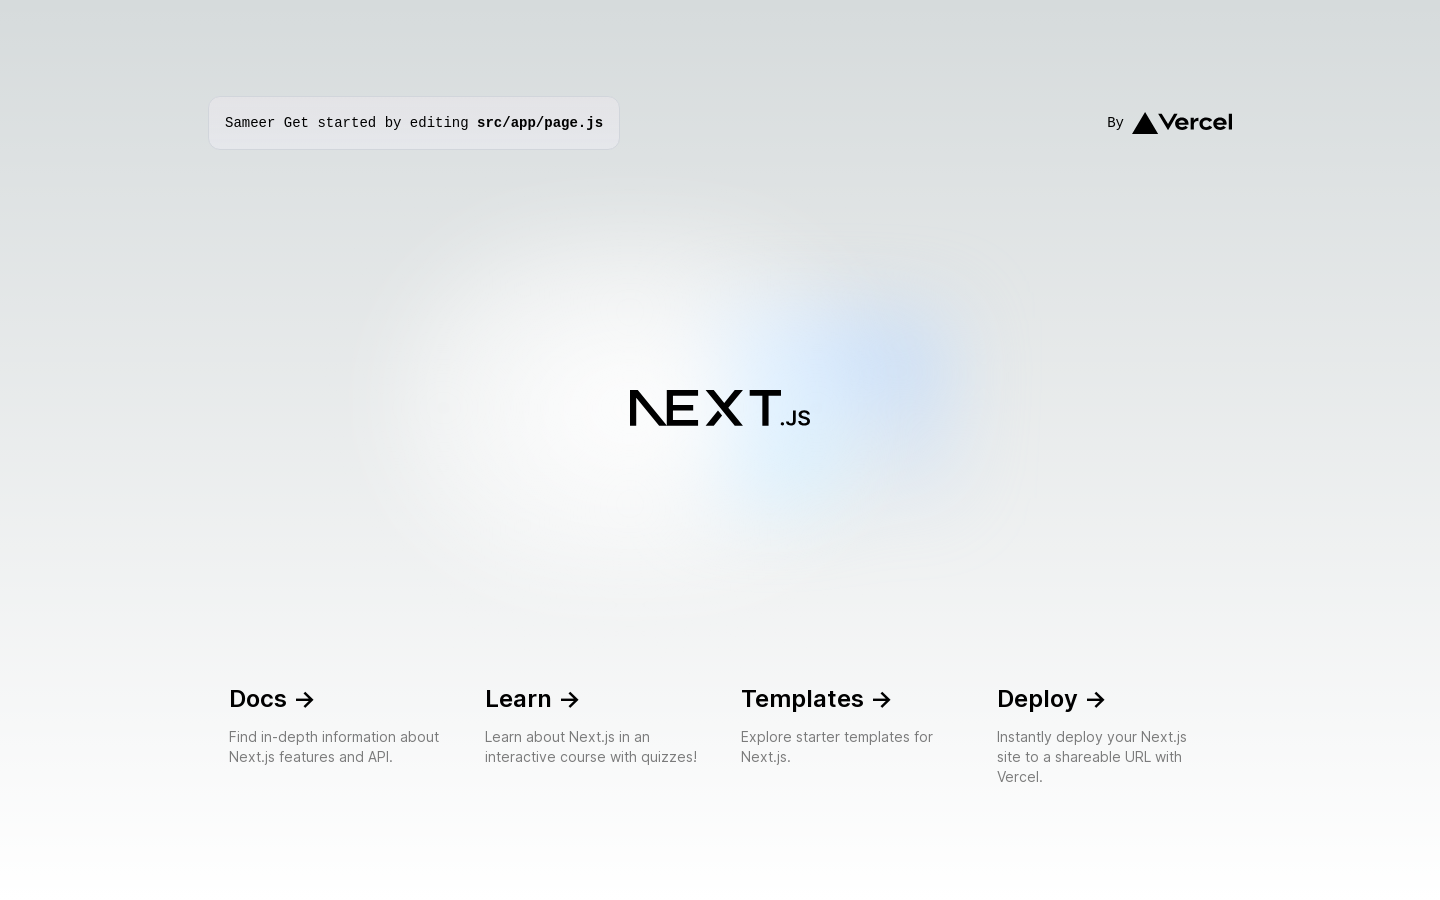 Sameer Get started by editing src/app/page.js
By Vercel
NEXT.JS
Docs ->
Find in-depth information about
Next.js features and API.
Learn ->
Learn about Next.js in an
interactive course with quizzes!
Templates ->
Explore starter templates for
Next.js.
Deploy ->
Instantly deploy your Next.js
site to a shareable URL with
Vercel.